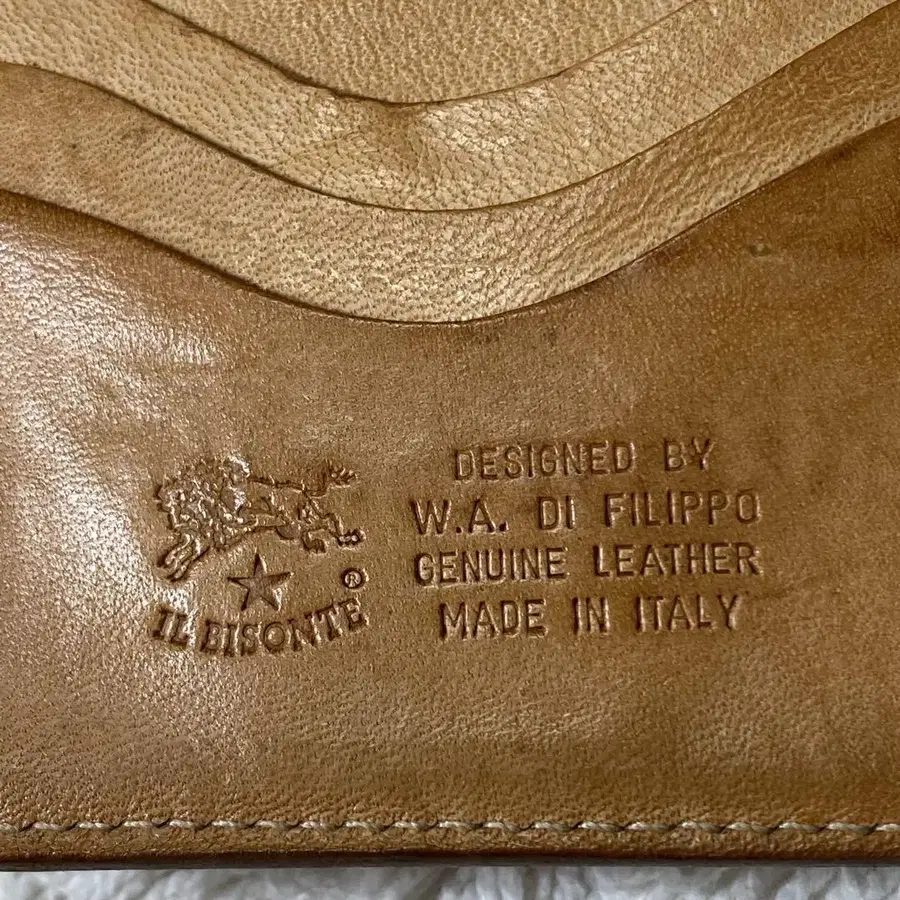 DESIGNED BY
W.A. DI FILIPPO
GENUINE LEATHER
MADE IN ITALY
®
IL BISONTE